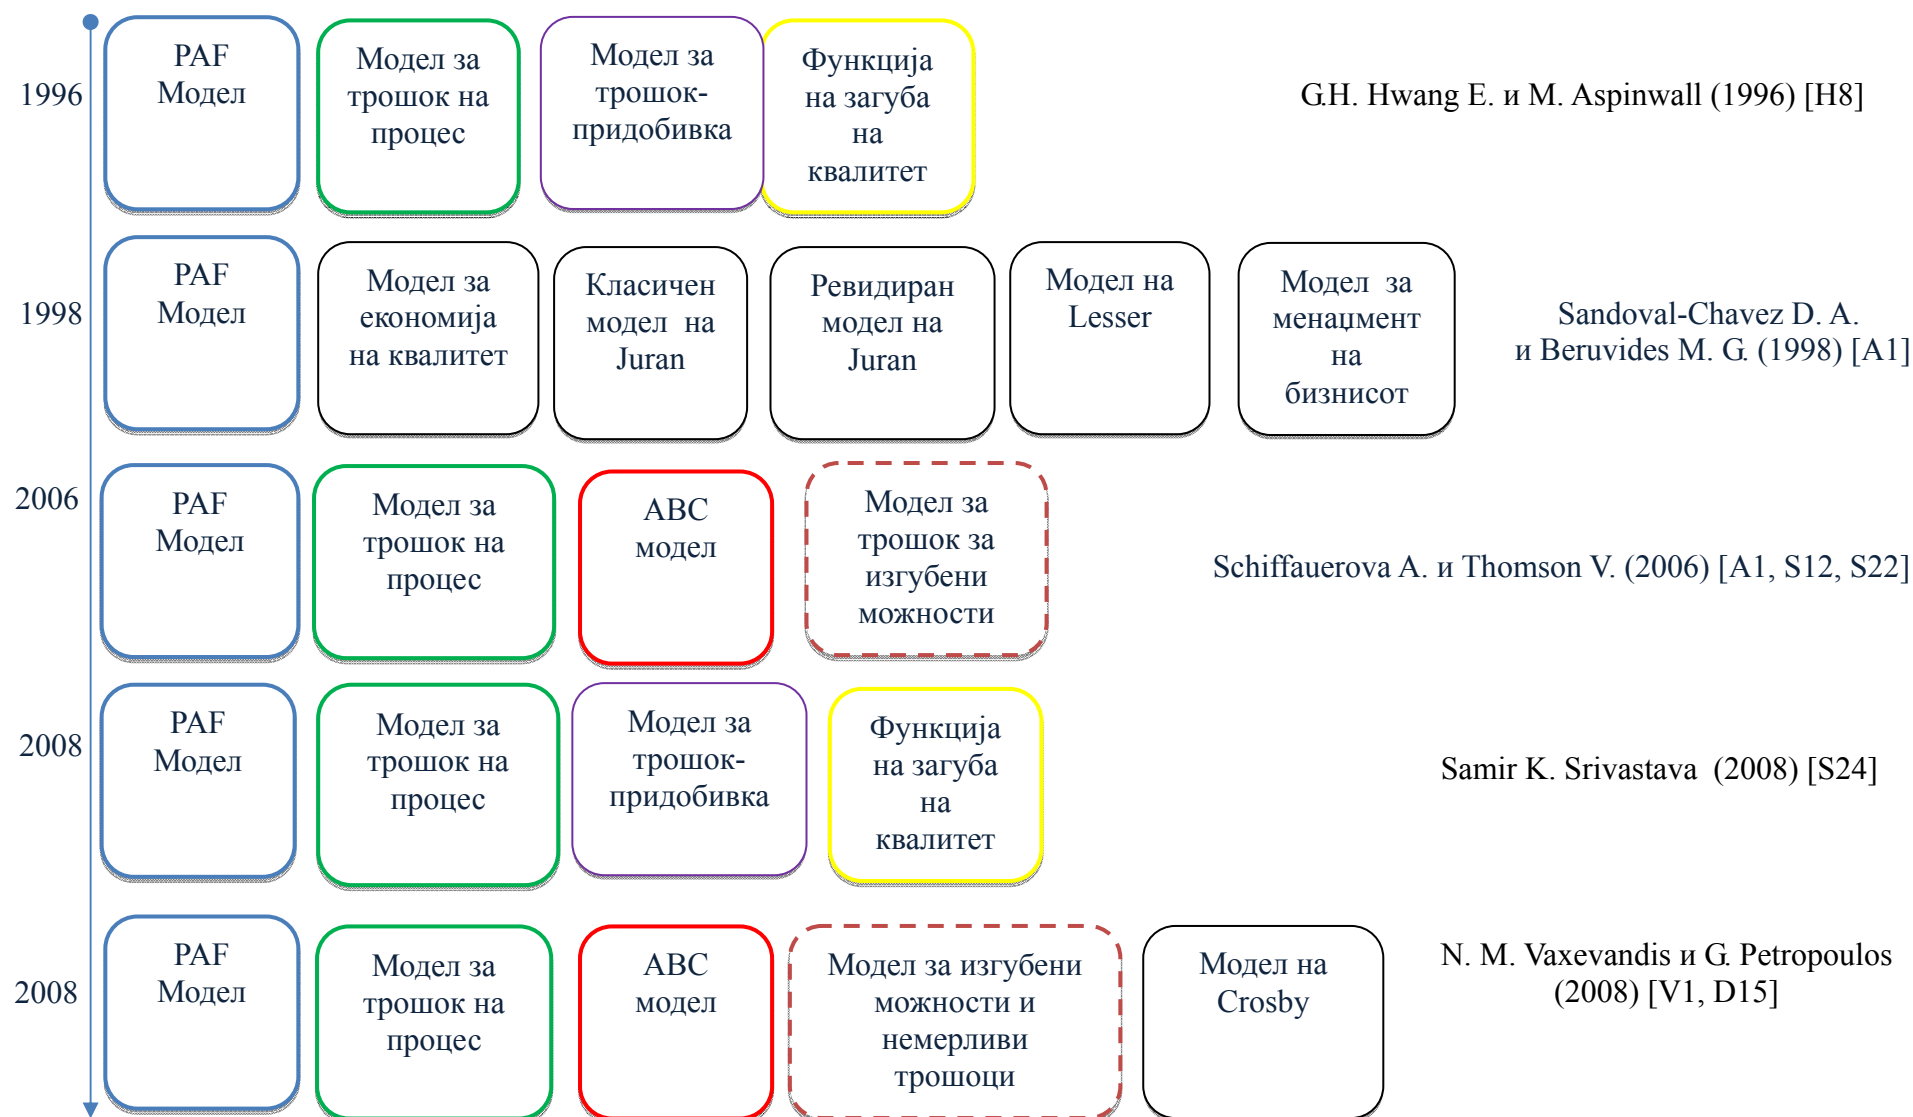 1996
PAF
Модел
Модел за
трошок на
процес
Модел за
трошок-
придобивка
Функција
на загуба
на
квалитет
G.H. Hwang E. и M. Aspinwall (1996) [H8]
1998
PAF
Модел
Модел за
економија
на квалитет
Класичен
модел на
Juran
Ревидиран
модел на
Juran
Модел на
Lesser
Модел за
менаџмент
на
бизнисот
Sandoval-Chavez D. A.
и Beruvides M. G. (1998) [A1]
2006
PAF
Модел
Модел за
трошок на
процес
ABC
модел
Модел за
трошок за
изгубени
можности
Schiffauerova A. и Thomson V. (2006) [A1, S12, S22]
2008
PAF
Модел
Модел за
трошок на
процес
Модел за
трошок-
придобивка
Функција
на загуба
на
квалитет
Samir K. Srivastava (2008) [S24]
2008
PAF
Модел
Модел за
трошок на
процес
ABC
модел
Модел за изгубени
можности и
немерливи
трошоци
Модел на
Crosby
N. M. Vaxevandis и G. Petropoulos
(2008) [V1, D15]